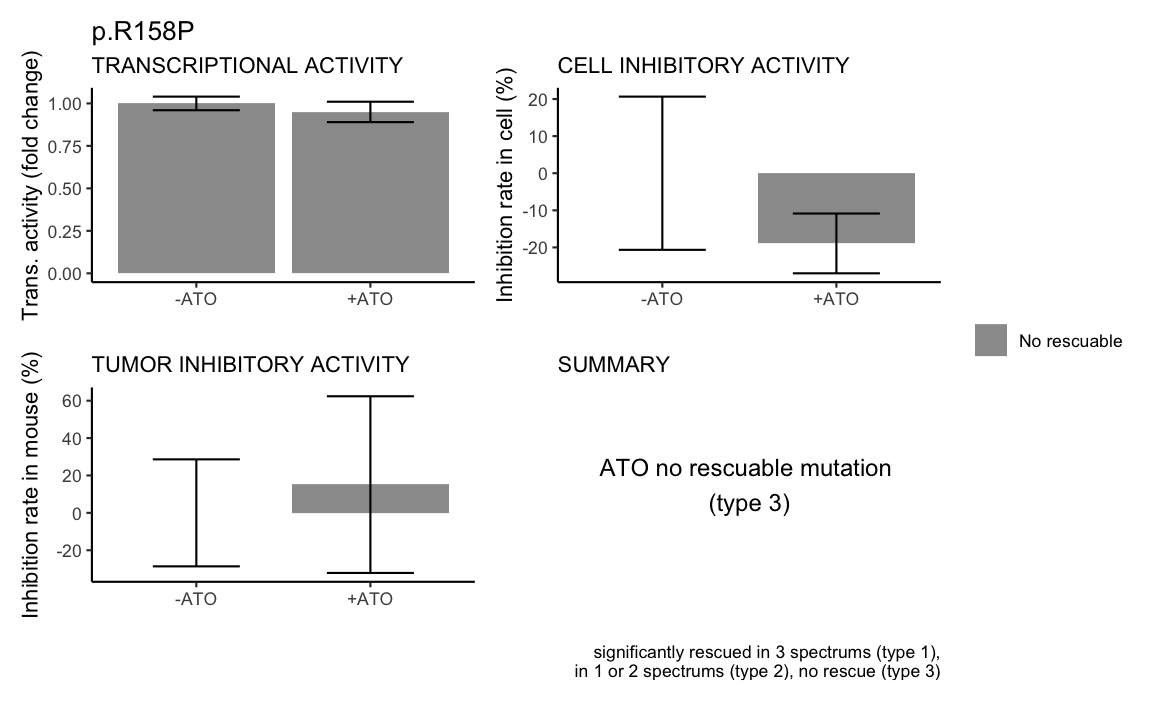 p.R158P
TRANSCRIPTIONAL ACTIVITY
Trans. activity (fold change)
1.00
0.75
0.50
0.25
0.00
-ATO
+ATO
CELL INHIBITORY ACTIVITY
Inhibition rate in cell (%)
20
10
0
-10
-20
-ATO
+ATO
No rescuable
TUMOR INHIBITORY ACTIVITY
Inhibition rate in mouse (%)
60
40
20
0
-20
-ATO
+ATO
SUMMARY
ATO no rescuable mutation
(type 3)
significantly rescued in 3 spectrums (type 1),
in 1 or 2 spectrums (type 2), no rescue (type 3)